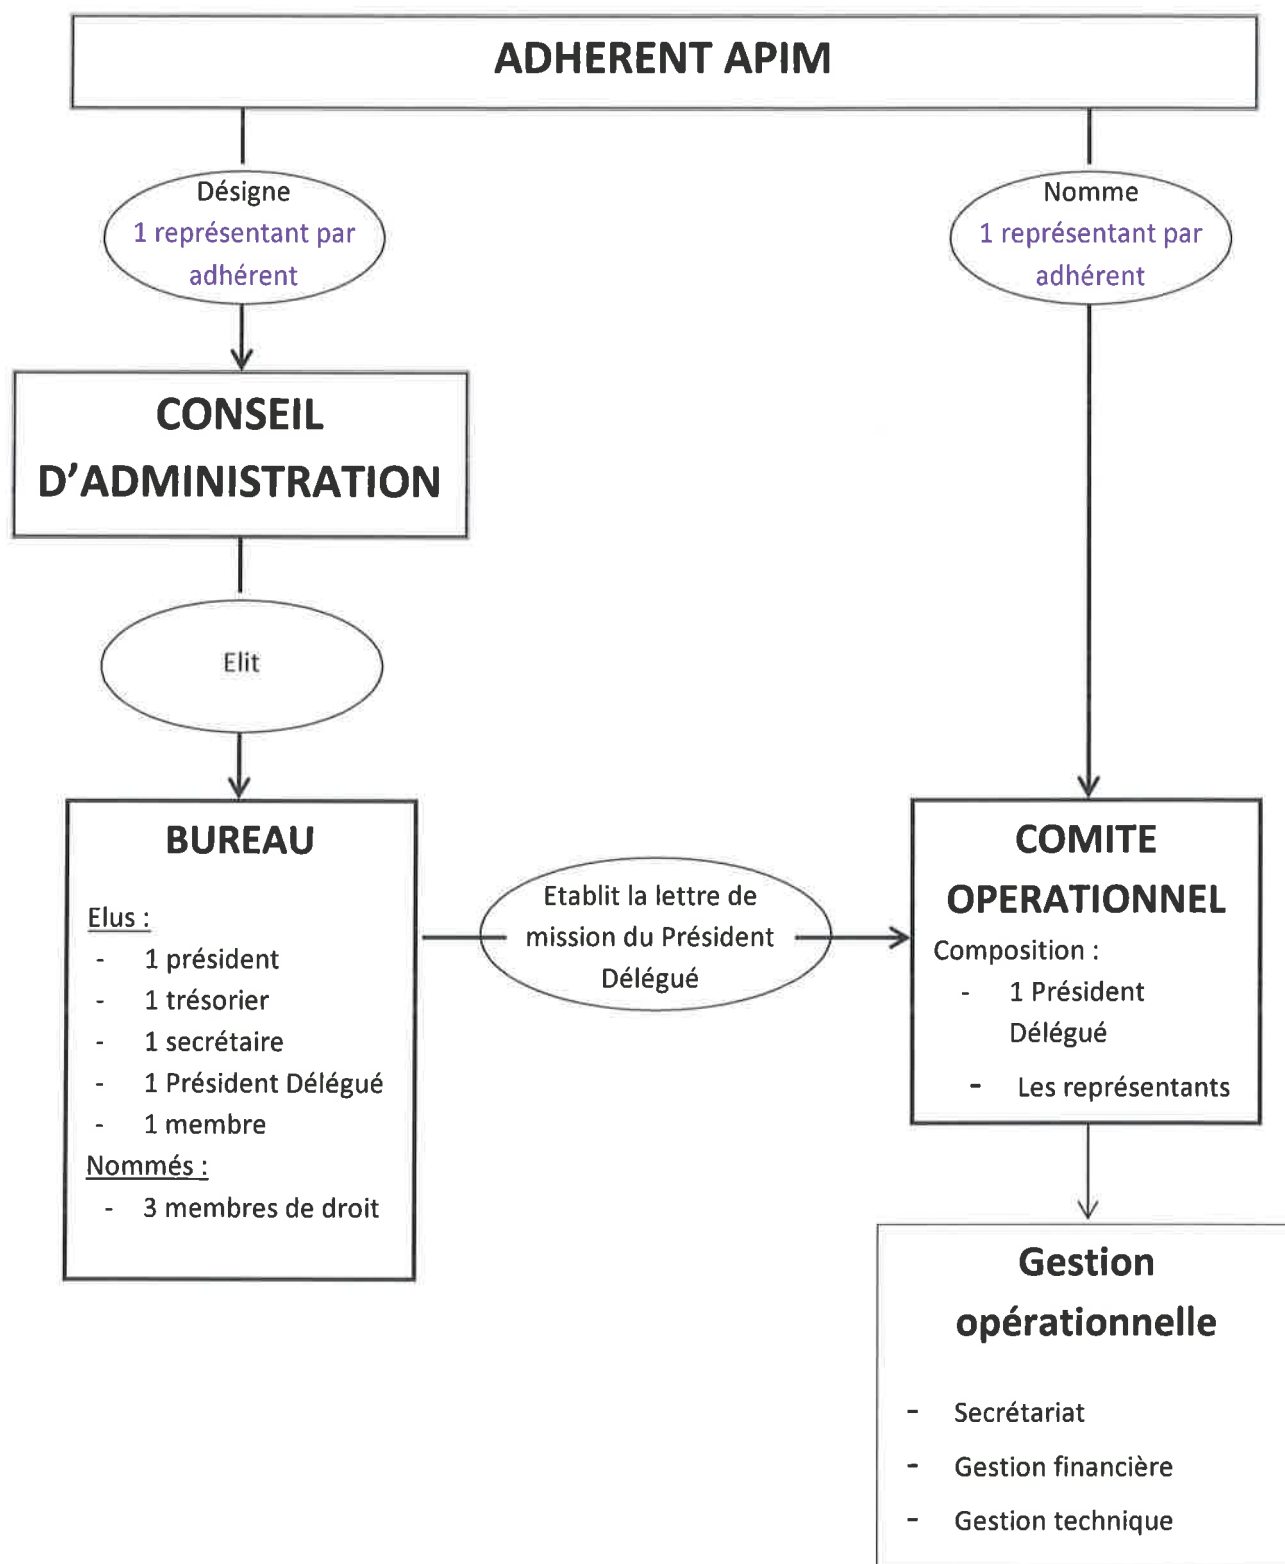 ADHERENT APIM
Désigne
1 représentant par
adhérent
Nomme
1 représentant par
adhérent
CONSEIL
D'ADMINISTRATION
Elit
BUREAU
Elus :
- 1 président
- 1 trésorier
- 1 secrétaire
- 1 Président Délégué
- 1 membre
Nommés :
- 3 membres de droit
Etablit la lettre de
mission du Président
Délégué
COMITE
OPERATIONNEL
Composition :
- 1 Président
Délégué
- Les représentants
Gestion
opérationnelle
- Secrétariat
- Gestion financière
- Gestion technique